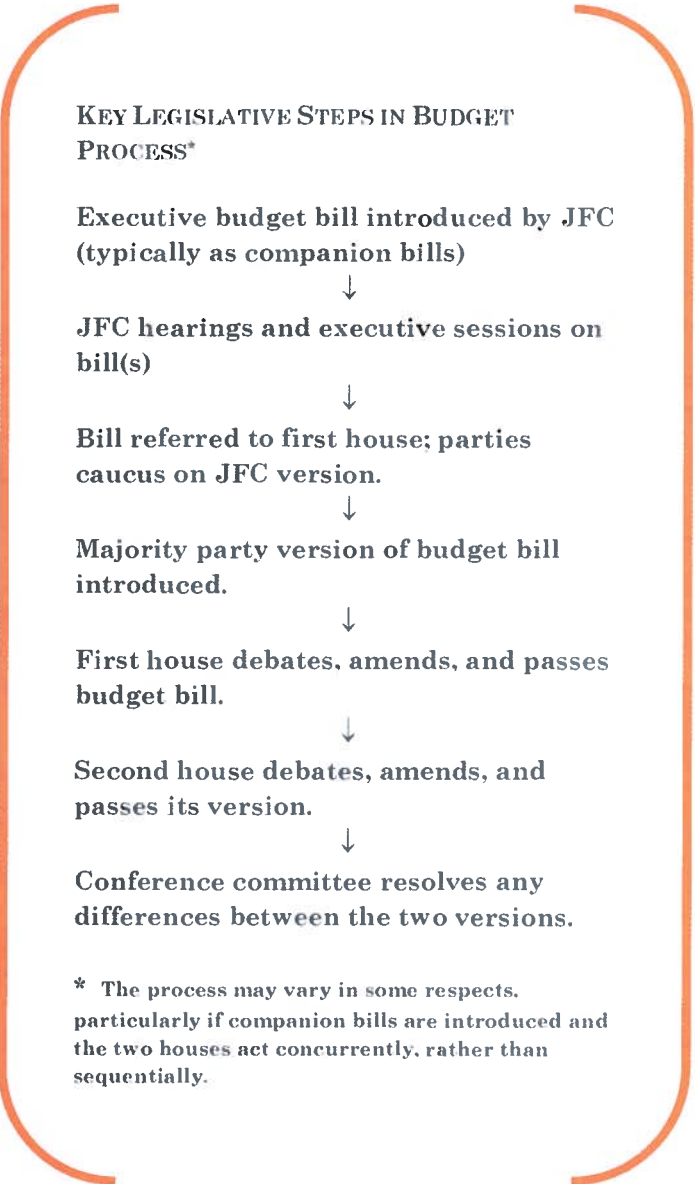 KEY LEGISLATIVE STEPS IN BUDGET
PROCESS*
Executive budget bill introduced by JFC
(typically as companion bills)
↓
JFC hearings and executive sessions on
bill(s)
↓
Bill referred to first house; parties
caucus on JFC version.
↓
Majority party version of budget bill
introduced.
↓
First house debates, amends, and passes
budget bill.
↓
Second house debates, amends, and
passes its version.
↓
Conference committee resolves any
differences between the two versions.
* The process may vary in some respects,
particularly if companion bills are introduced and
the two houses act concurrently, rather than
sequentially.